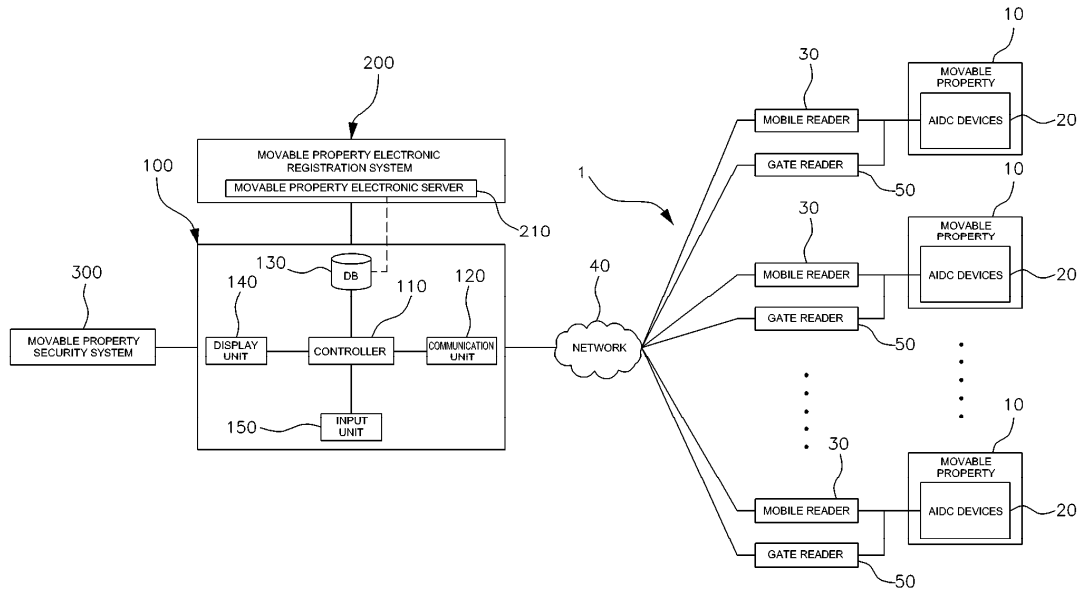 200
MOVABLE PROPERTY ELECTRONIC
REGISTRATION SYSTEM
MOVABLE PROPERTY ELECTRONIC SERVER
210
100
130
DB
140
110
120
DISPLAY
UNIT
CONTROLLER
COMMUNICATION
UNIT
150
INPUT
UNIT
300
MOVABLE PROPERTY
SECURITY SYSTEM
40
NETWORK
1
10
30
MOVABLE
PROPERTY
MOBILE READER
AIDC DEVICES
20
GATE READER
50
10
30
MOVABLE
PROPERTY
MOBILE READER
AIDC DEVICES
20
GATE READER
50
10
30
MOVABLE
PROPERTY
MOBILE READER
AIDC DEVICES
20
GATE READER
50